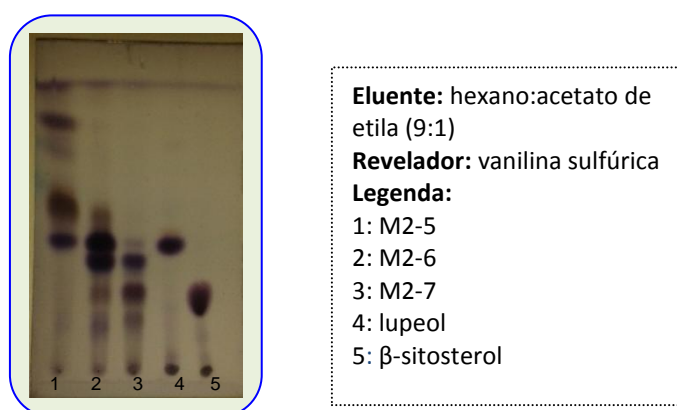 1 2 3 4 5
Eluente: hexano:acetato de
etila (9:1)
Revelador: vanilina sulfúrica
Legenda:
1: M2-5
2: M2-6
3: M2-7
4: lupeol
5: β-sitosterol